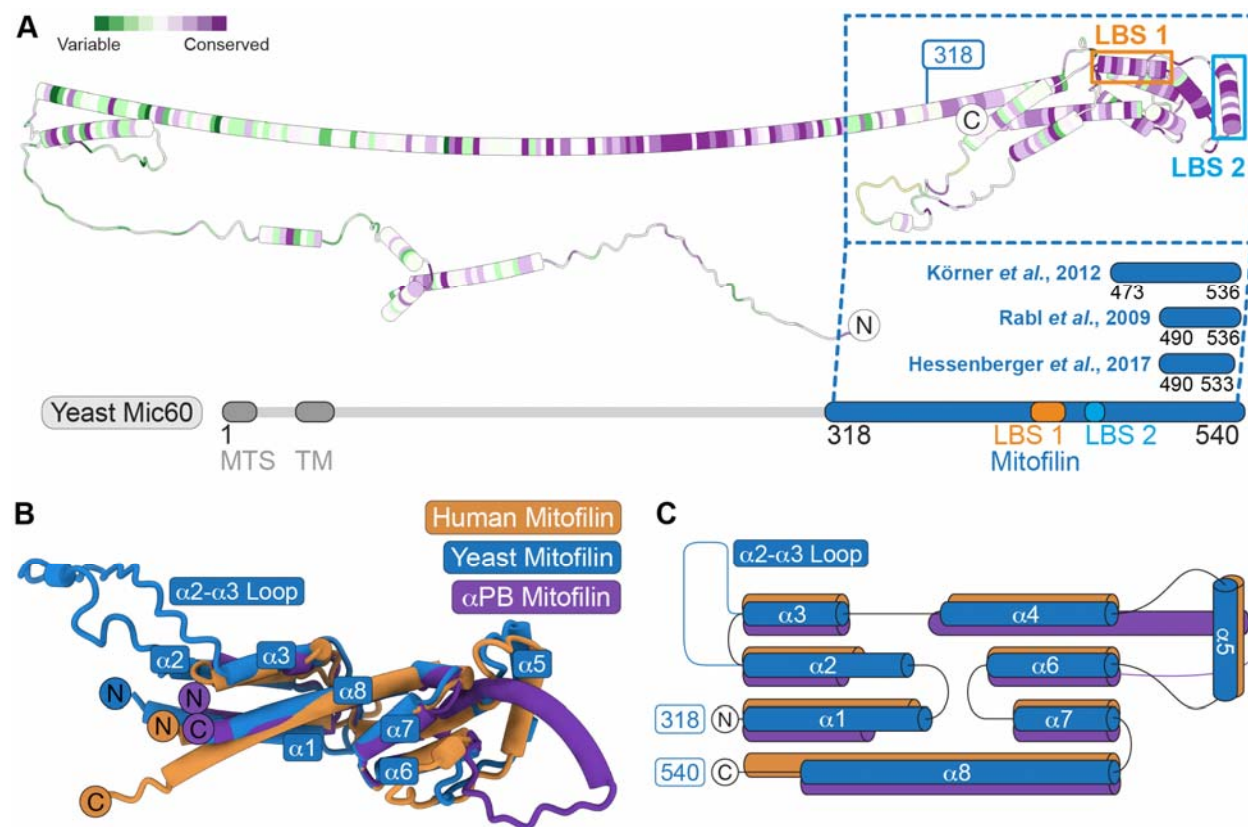 A
Variable Conserved
318
C
LBS 1
LBS 2
N
Körner et al., 2012
473 536
Rabl et al., 2009
490 536
Hessenberger et al., 2017
490 533
Yeast Mic60
1 318 540
MTS TM LBS 1 LBS 2
Mitofilin
B
Human Mitofilin
Yeast Mitofilin
αPB Mitofilin
α2-α3 Loop
α2 α3 α5
N N α8
N C α7
α1 α6
C
C
α2-α3 Loop
α3 α4
α5
α2 α6
318 N α1 α7
540 C α8